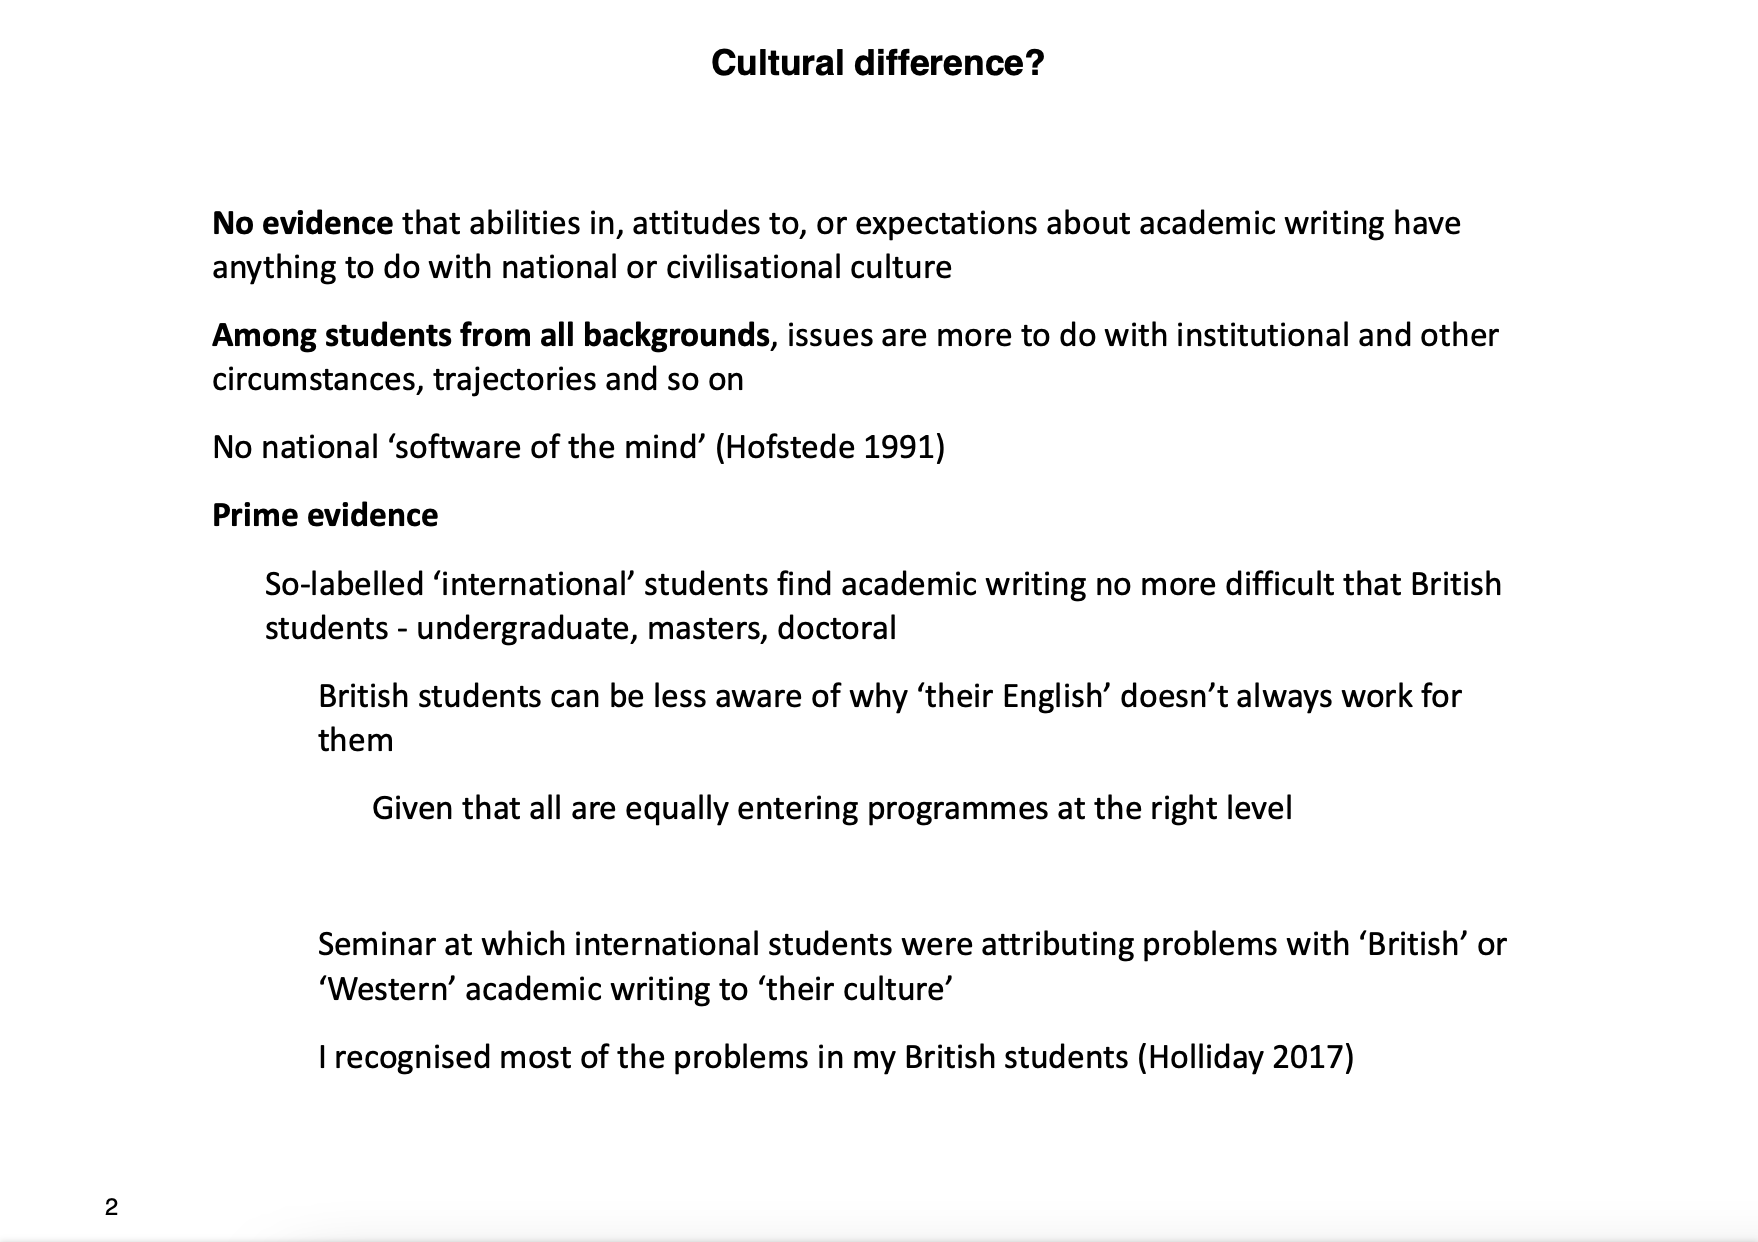 Cultural difference?
No evidence that abilities in, attitudes to, or expectations about academic writing have
anything to do with national or civilisational culture
Among students from all backgrounds, issues are more to do with institutional and other
circumstances, trajectories and so on
No national ‘software of the mind’ (Hofstede 1991)
Prime evidence
So-labelled ‘international’ students find academic writing no more difficult that British
students - undergraduate, masters, doctoral
British students can be less aware of why ‘their English’ doesn’t always work for
them
Given that all are equally entering programmes at the right level
Seminar at which international students were attributing problems with ‘British’ or
‘Western’ academic writing to ‘their culture’
I recognised most of the problems in my British students (Holliday 2017)
2